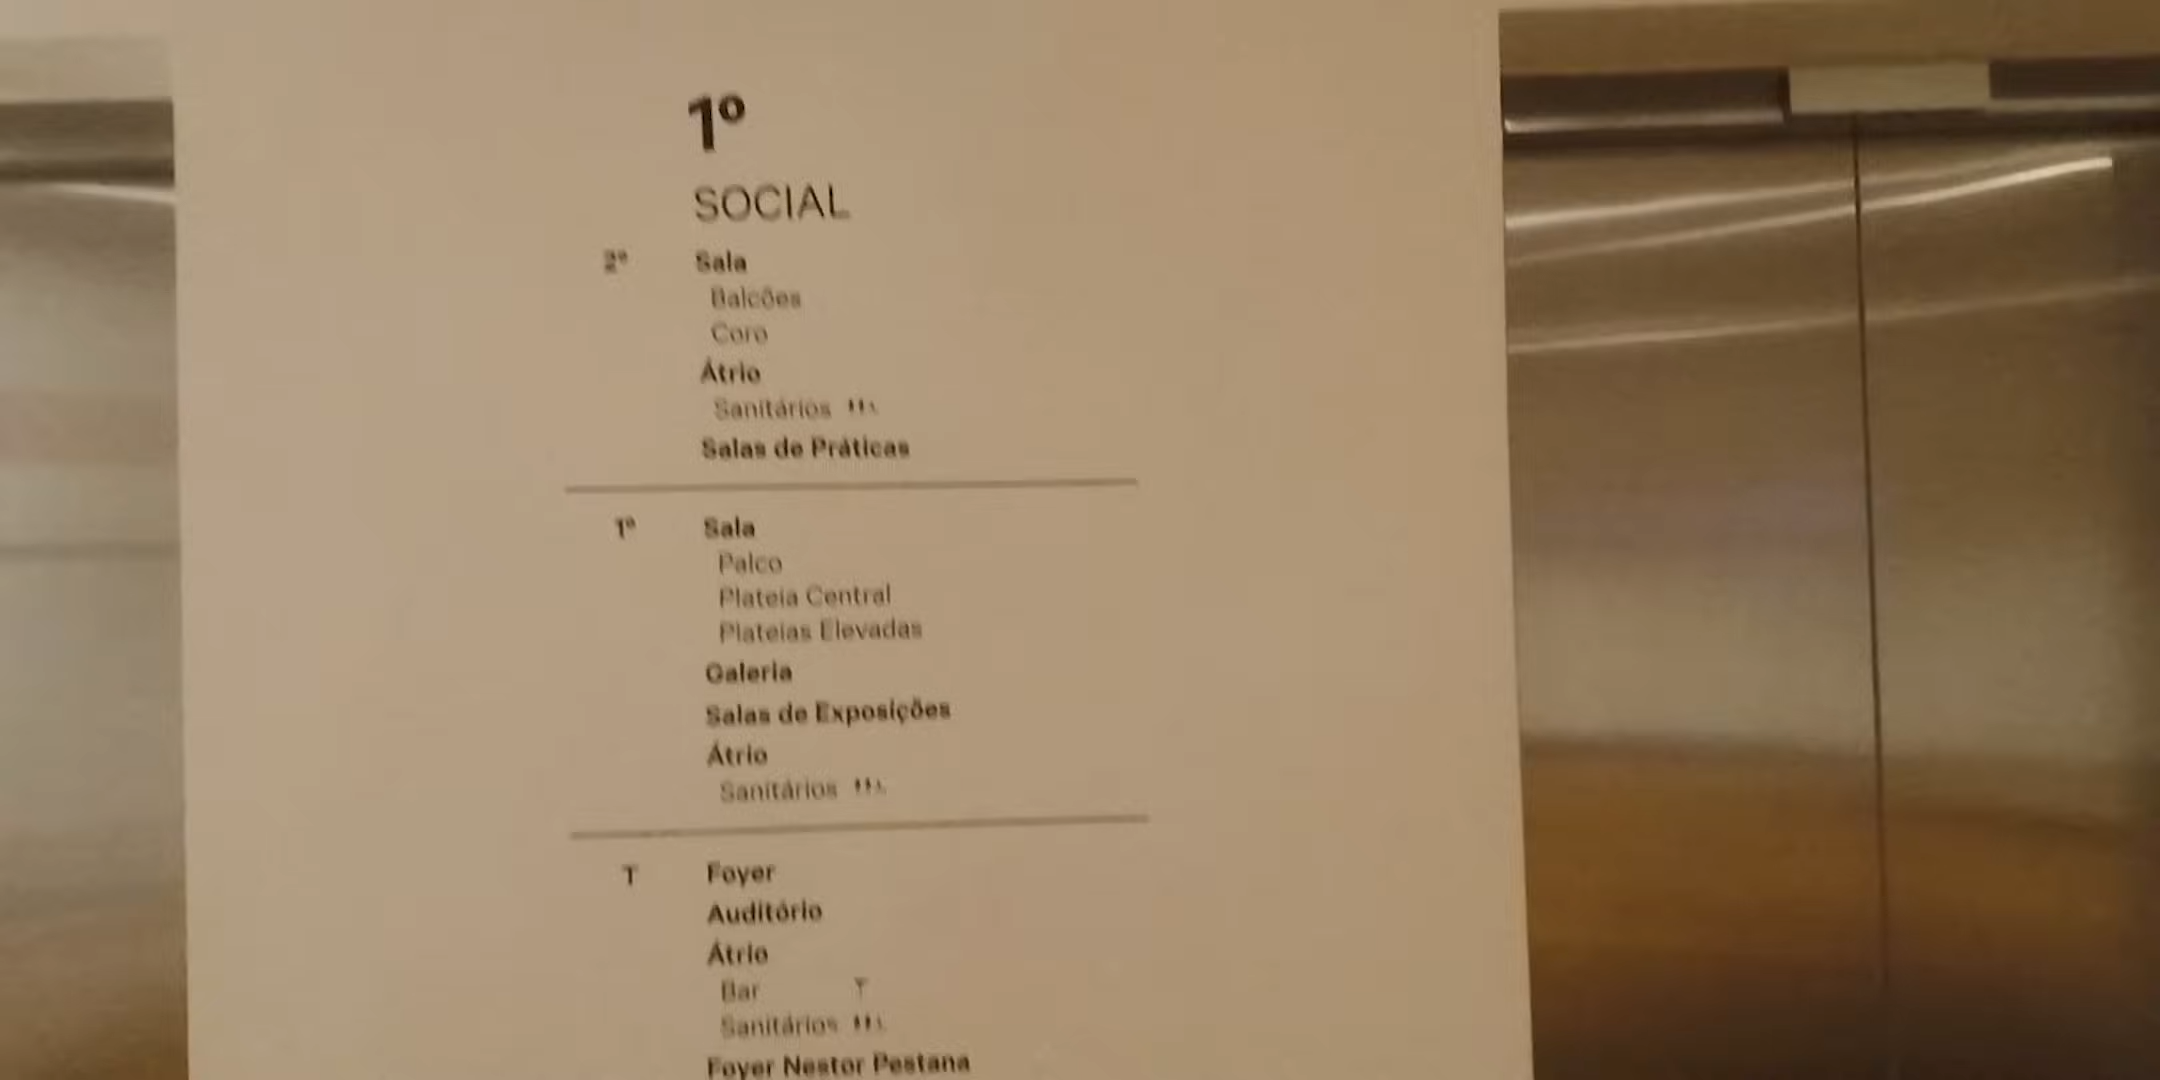 1º
SOCIAL
2º Sala
Balcões
Coro
Átrio
Sanitários
Salas de Práticas
1º Sala
Palco
Plateia Central
Plateias Elevadas
Galeria
Salas de Exposições
Átrio
Sanitários
T Foyer
Auditório
Átrio
Bar
Sanitários
Foyer Nestor Pestana